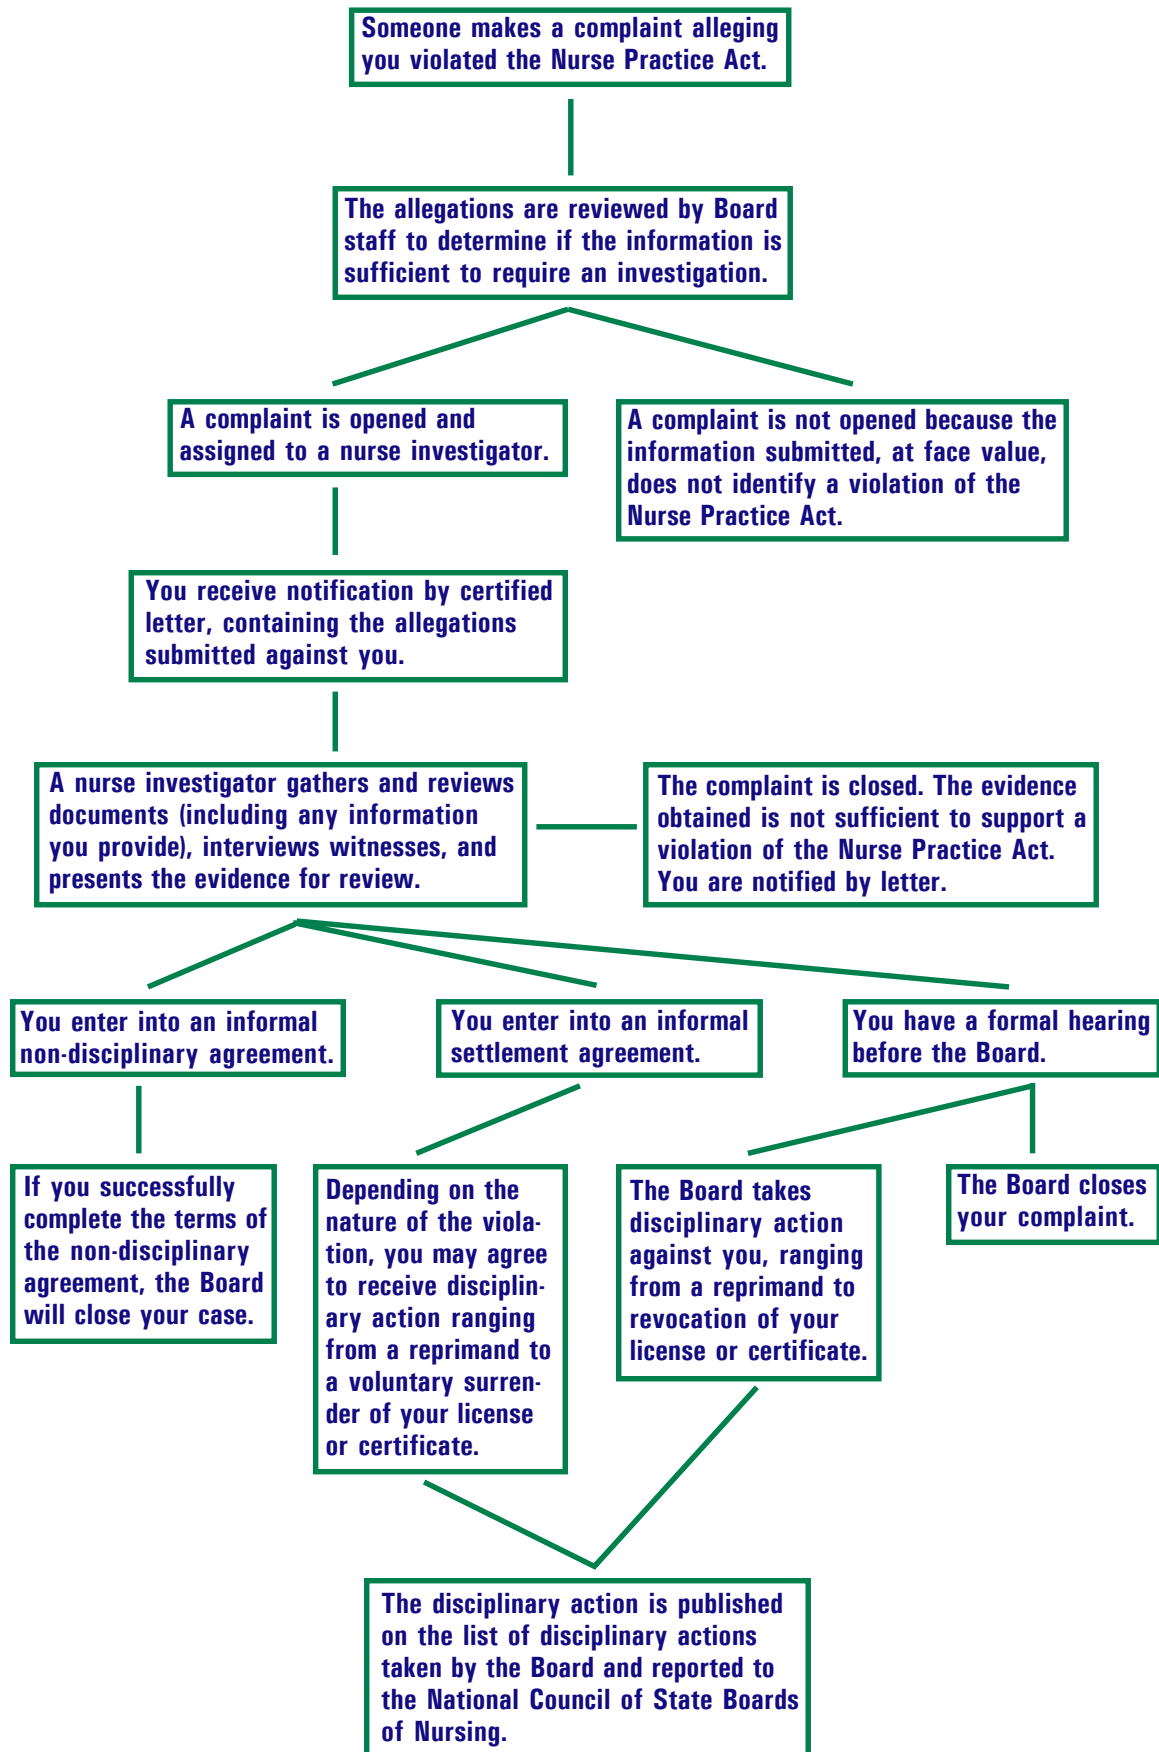 Someone makes a complaint alleging
you violated the Nurse Practice Act.
The allegations are reviewed by Board
staff to determine if the information is
sufficient to require an investigation.
A complaint is opened and
assigned to a nurse investigator.
A complaint is not opened because the
information submitted, at face value,
does not identify a violation of the
Nurse Practice Act.
You receive notification by certified
letter, containing the allegations
submitted against you.
A nurse investigator gathers and reviews
documents (including any information
you provide), interviews witnesses, and
presents the evidence for review.
The complaint is closed. The evidence
obtained is not sufficient to support a
violation of the Nurse Practice Act.
You are notified by letter.
You enter into an informal
non-disciplinary agreement.
You enter into an informal
settlement agreement.
You have a formal hearing
before the Board.
If you successfully
complete the terms of
the non-disciplinary
agreement, the Board
will close your case.
Depending on the
nature of the viola-
tion, you may agree
to receive disciplin-
ary action ranging
from a reprimand to
a voluntary surren-
der of your license
or certificate.
The Board takes
disciplinary action
against you, ranging
from a reprimand to
revocation of your
license or certificate.
The Board closes
your complaint.
The disciplinary action is published
on the list of disciplinary actions
taken by the Board and reported to
the National Council of State Boards
of Nursing.